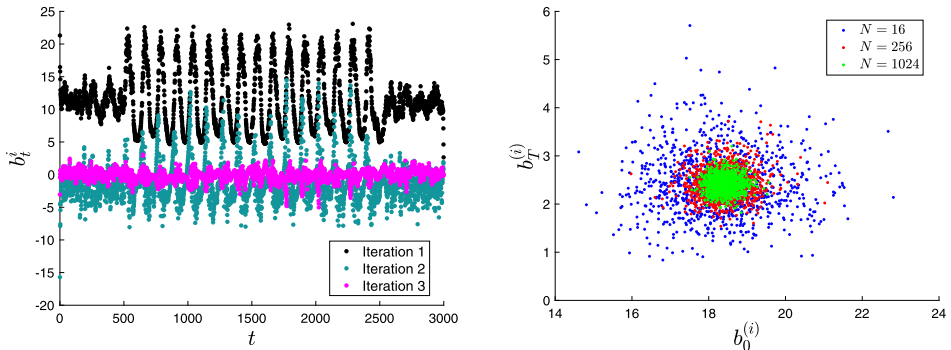 25
20
15
10
5
0
-5
-10
-15
-20
0 500 1000 1500 2000 2500 3000
b_t^i
t
Iteration 1
Iteration 2
Iteration 3
6
5
4
3
2
1
0
14 16 18 20 22 24
b_T^{(i)}
b_0^{(i)}
N = 16
N = 256
N = 1024